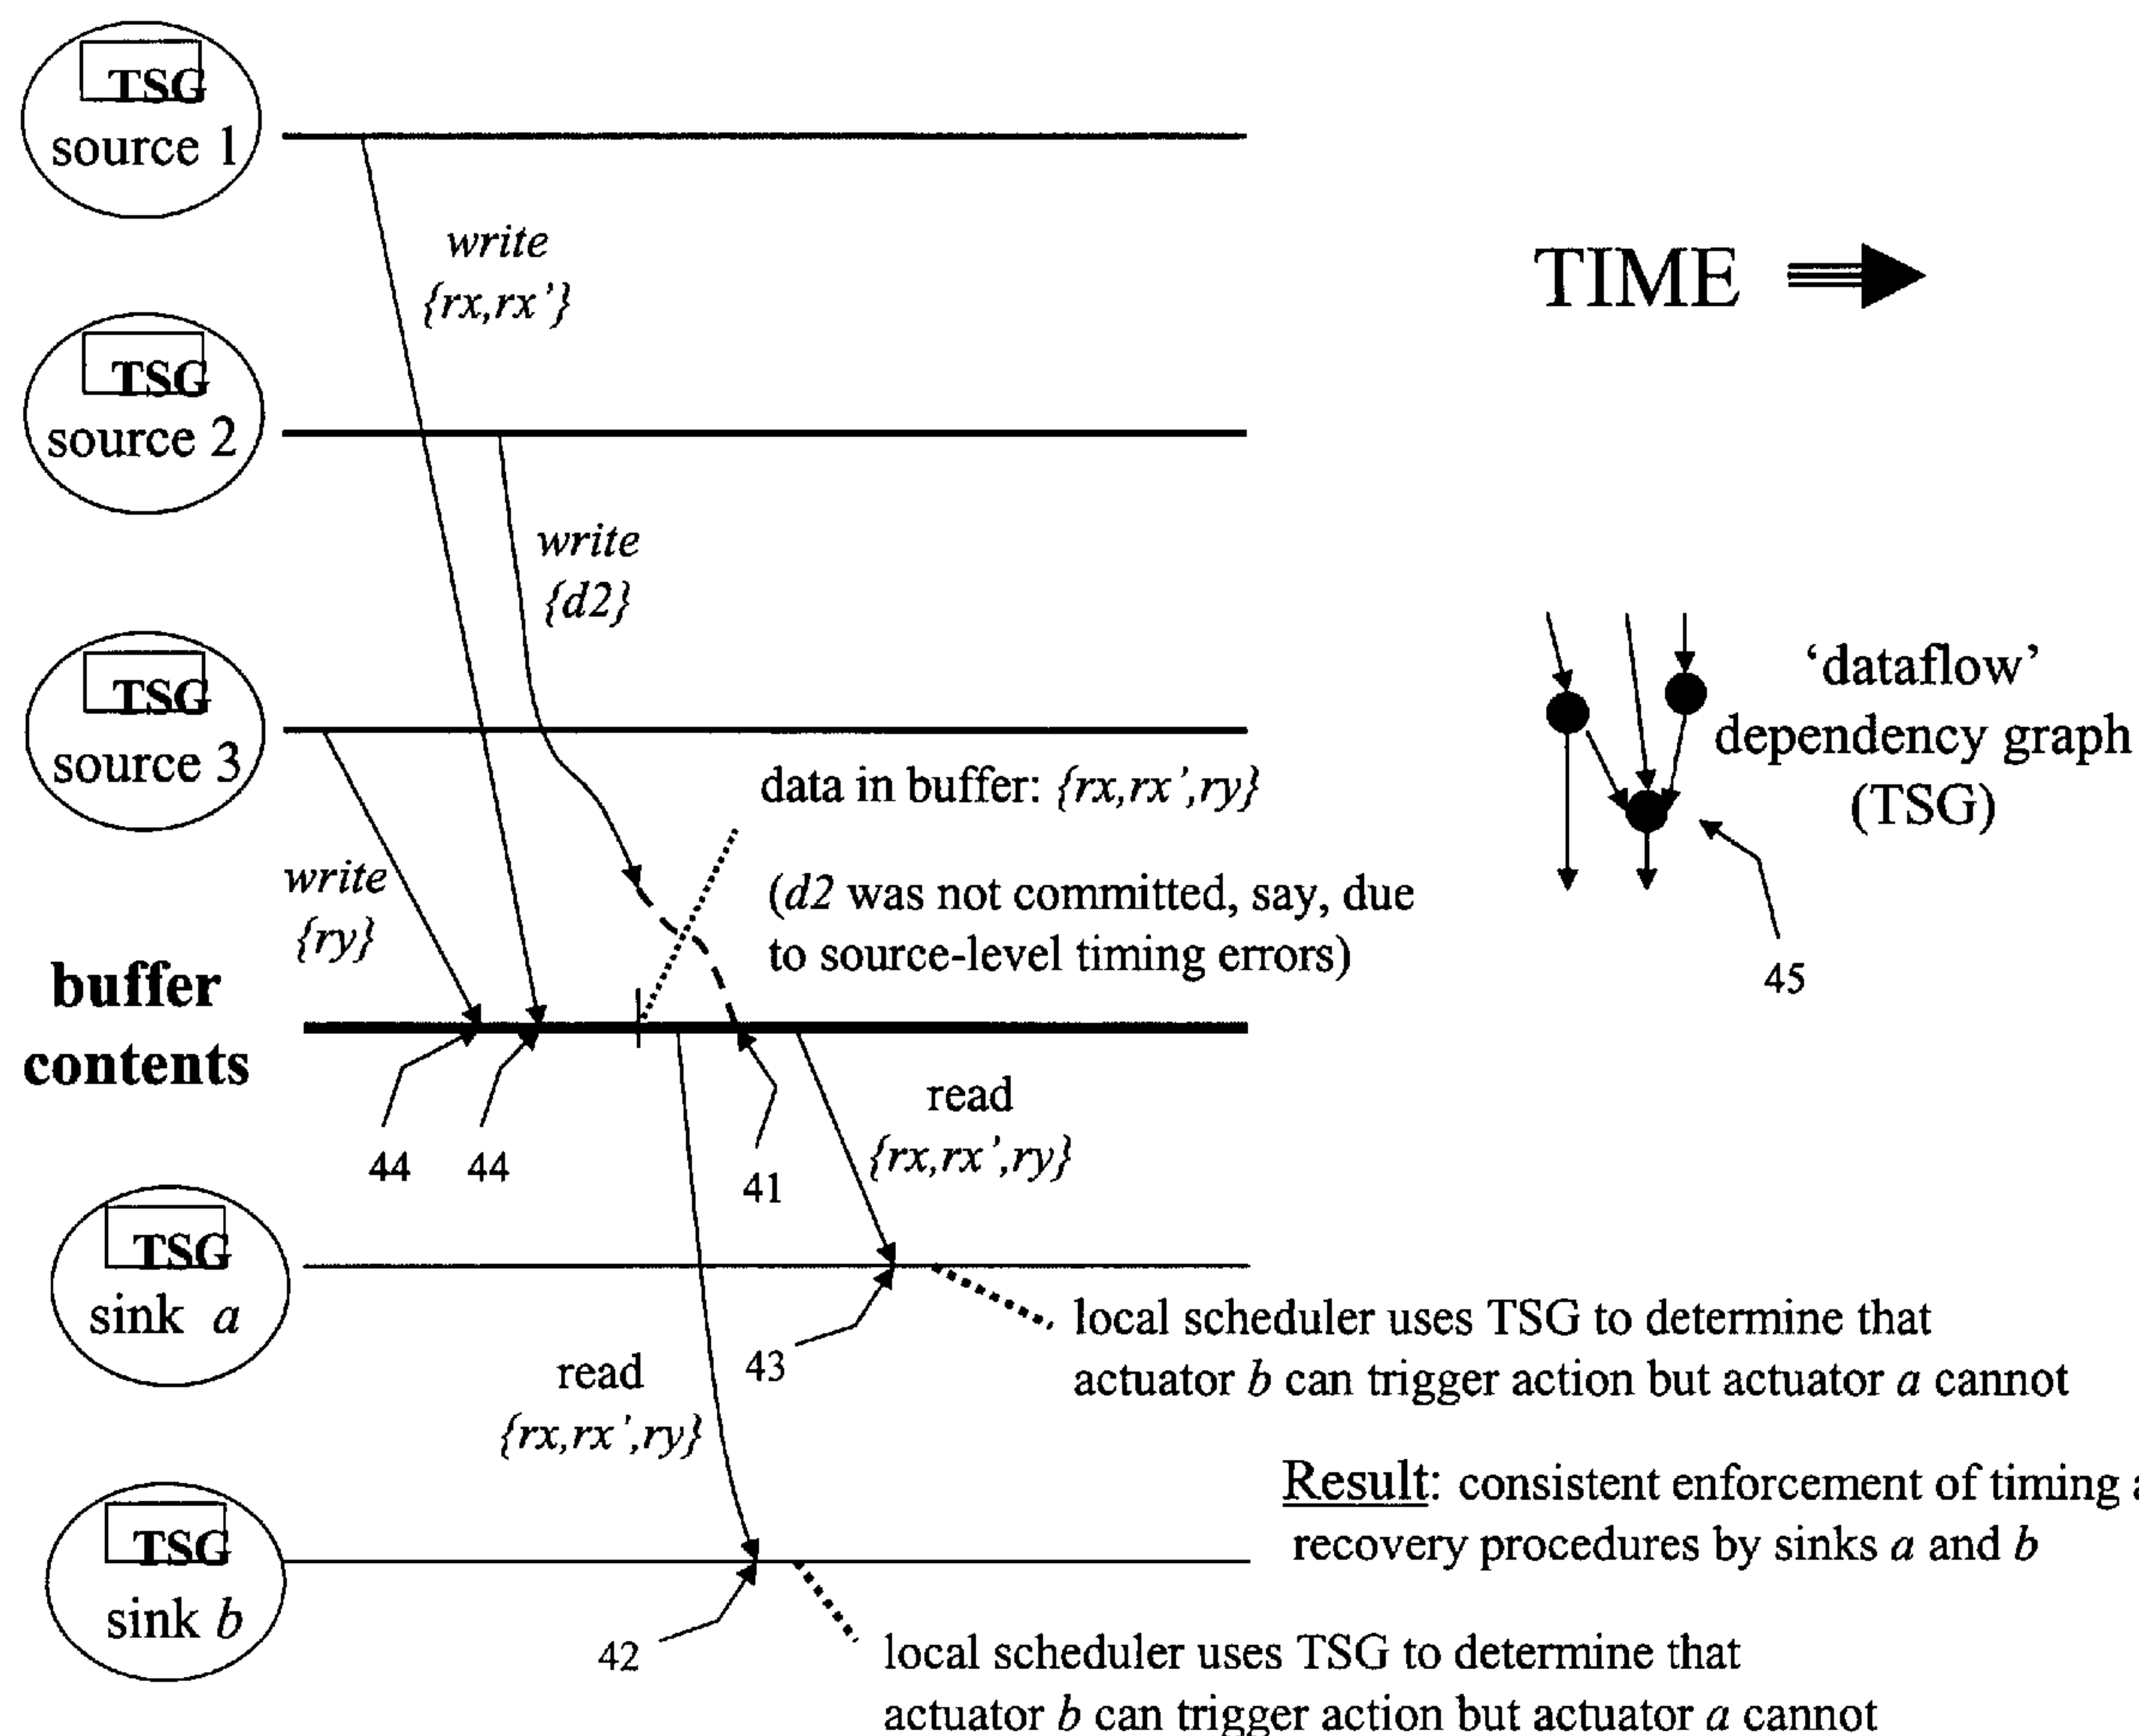 TSG
source 1
write
{rx,rx’}
TIME
TSG
source 2
write
{d2}
TSG
source 3
‘dataflow’
dependency graph
(TSG)
45
data in buffer: {rx,rx’,ry}
(d2 was not committed, say, due
to source-level timing errors)
write
{ry}
buffer
contents
44
44
41
read
{rx,rx’,ry}
TSG
sink a
43
local scheduler uses TSG to determine that
actuator b can trigger action but actuator a cannot
read
{rx,rx’,ry}
Result: consistent enforcement of timing
recovery procedures by sinks a and b
TSG
sink b
42
local scheduler uses TSG to determine that
actuator b can trigger action but actuator a cannot